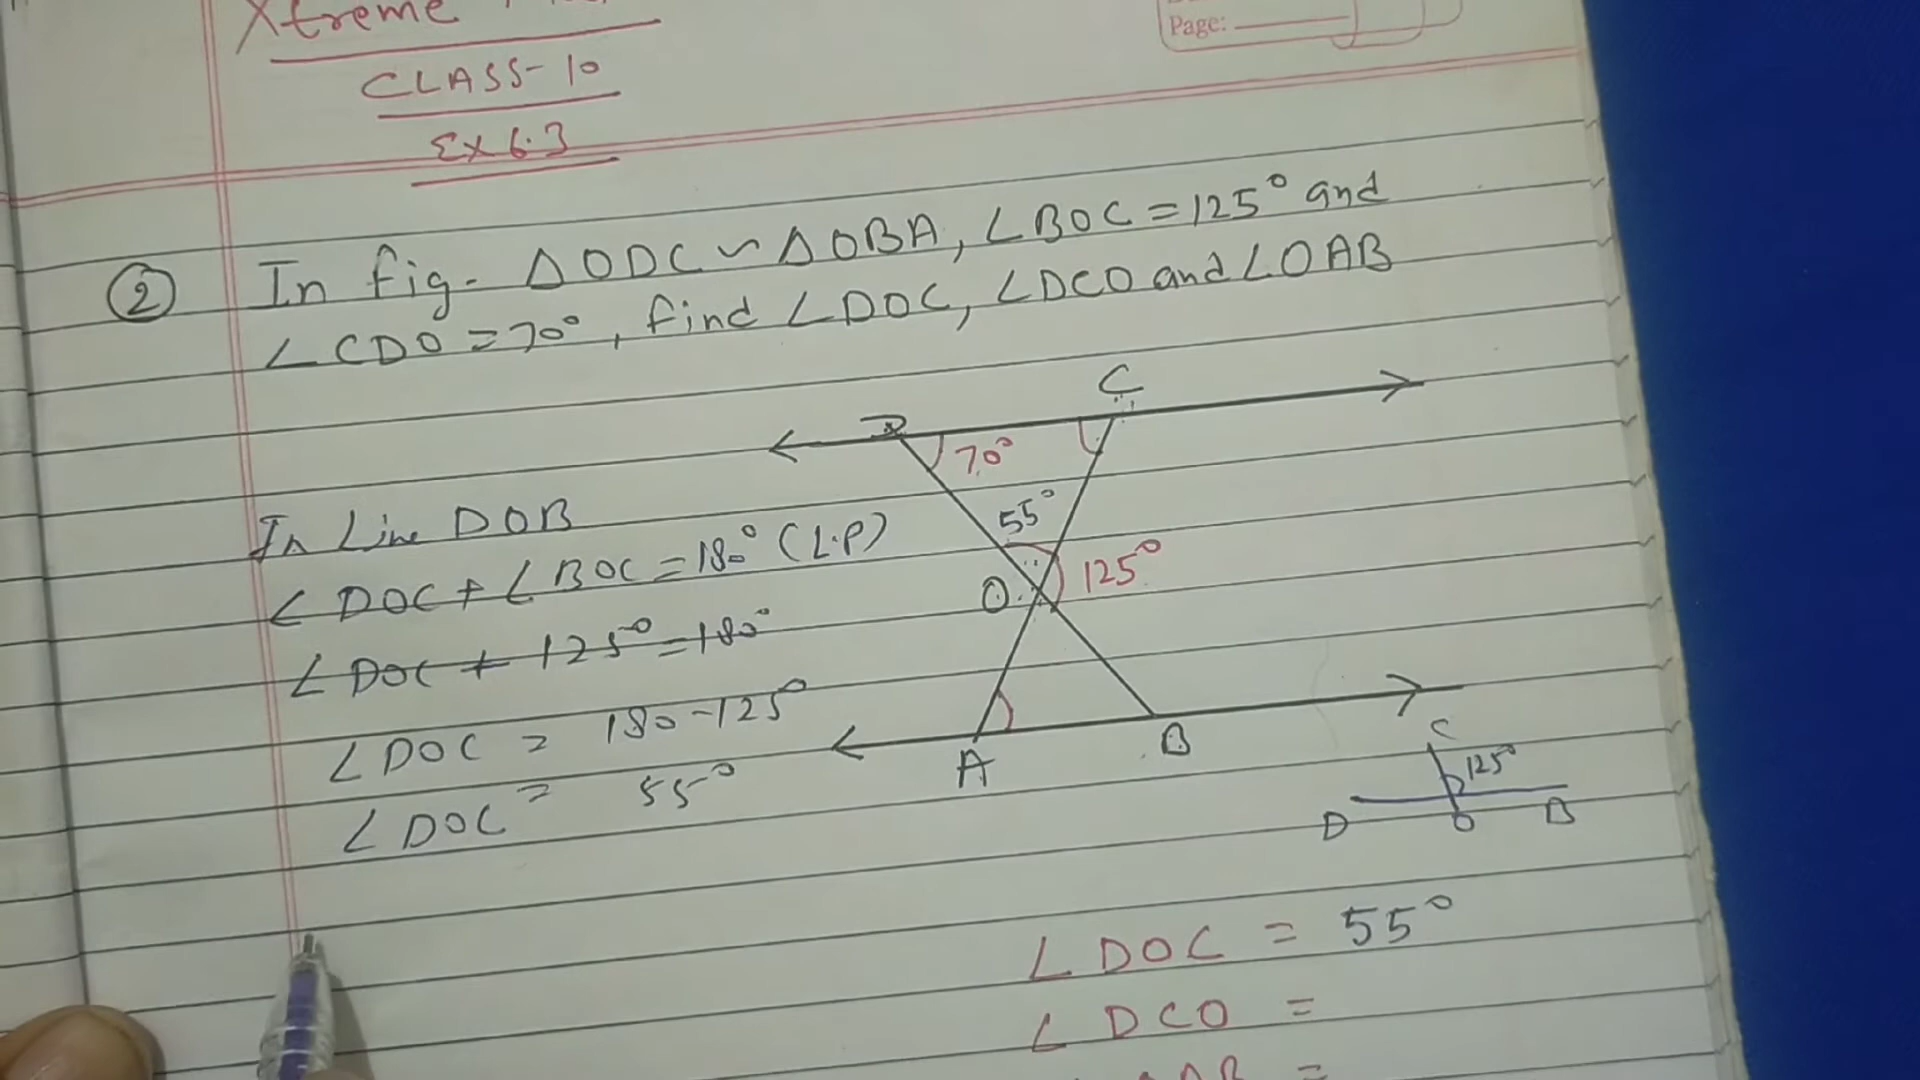 Xtreme
Page:
CLASS-10
Ex 6.3
② In fig. △ODC ~ △OBA, ∠BOC = 125° and
∠CDO = 70°, find ∠DOC, ∠DCO and ∠OAB
C
D
70°
55°
125°
O
A
B
In Line DOB
∠DOC + ∠BOC = 180° (L.P)
∠DOC + 125° = 180°
∠DOC = 180-125°
∠DOC = 55°
C
125°
D O B
∠DOC = 55°
∠DCO =